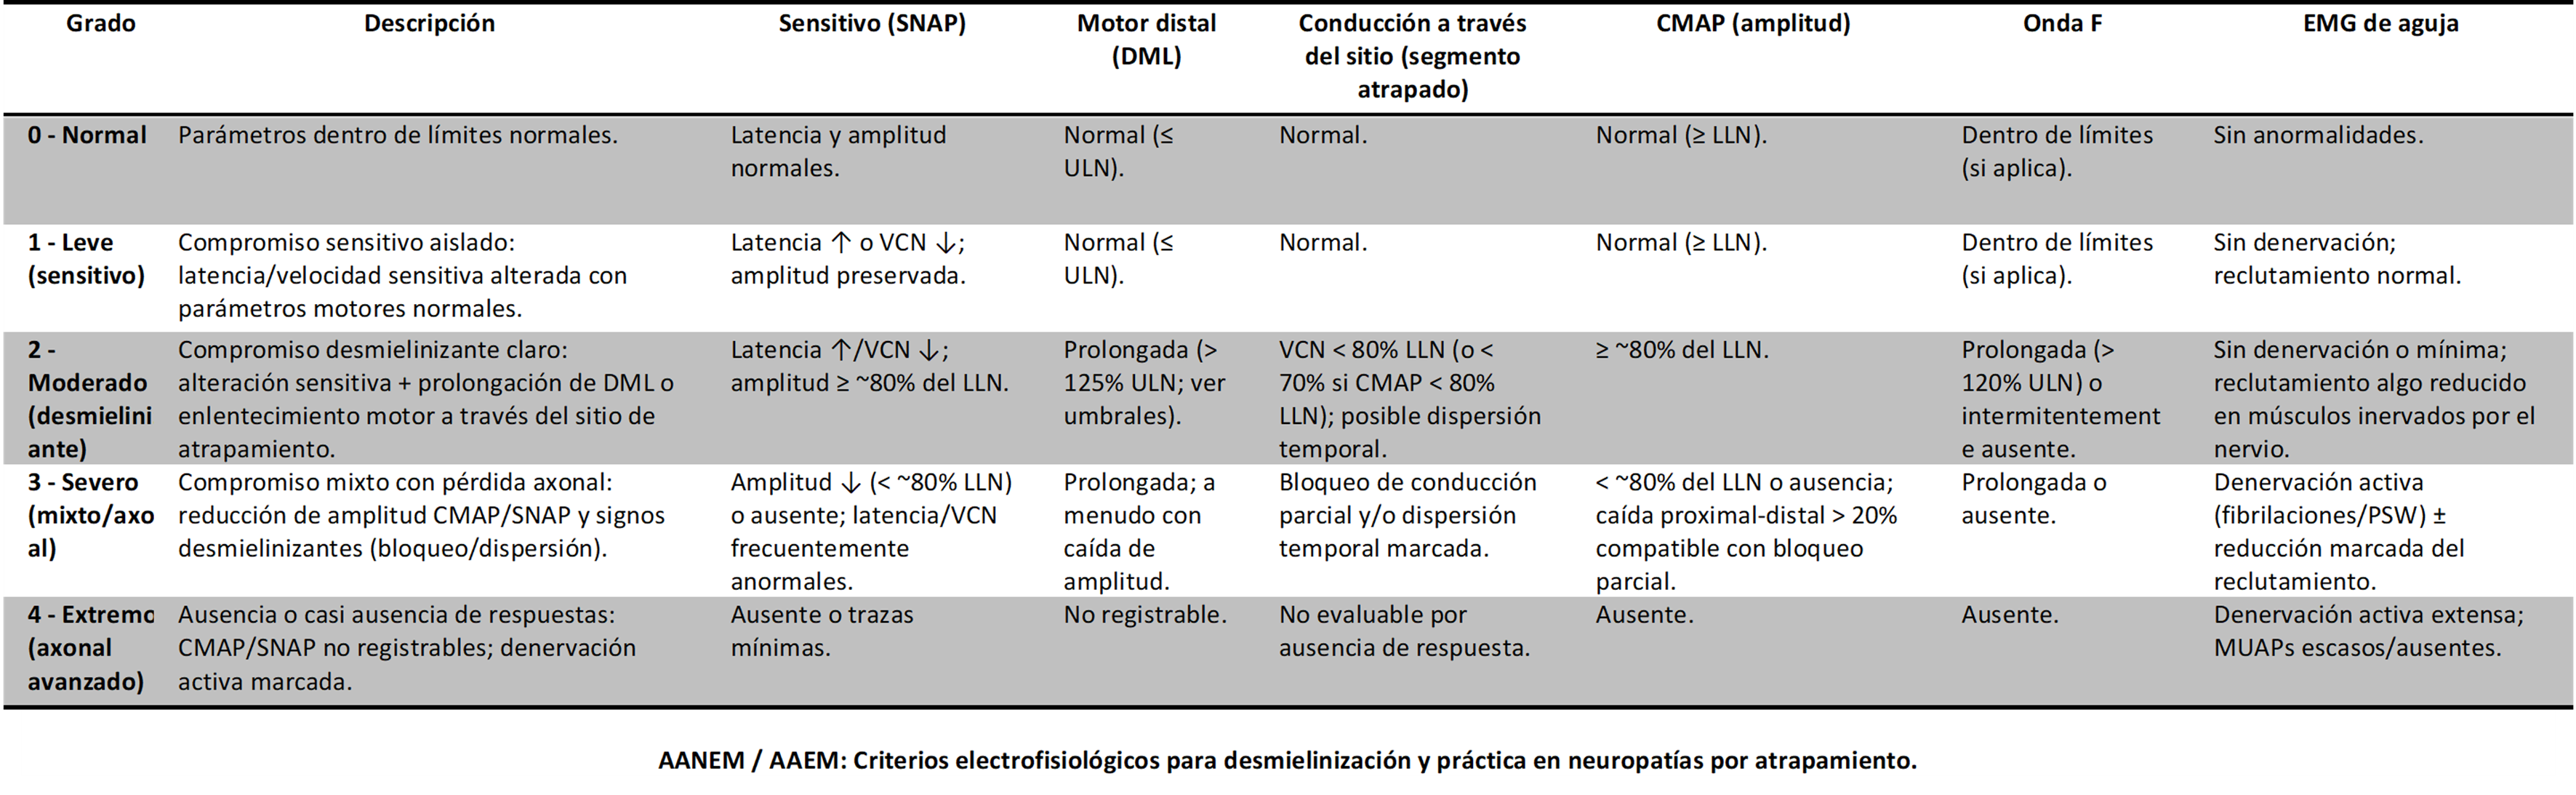 Grado Descripción Sensitivo (SNAP) Motor distal (DML) Conducción a través del sitio (segmento atrapado) CMAP (amplitud) Onda F EMG de aguja
0 - Normal
Parámetros dentro de límites normales.
Latencia y amplitud
normales.
Normal (≤
ULN).
Normal.
Normal (≥ LLN).
Dentro de límites
(si aplica).
Sin anormalidades.
1 - Leve
(sensitivo)
Compromiso sensitivo aislado:
latencia/velocidad sensitiva alterada con
parámetros motores normales.
Latencia ↑ o VCN ↓;
amplitud preservada.
Normal (≤
ULN).
Normal.
Normal (≥ LLN).
Dentro de límites
(si aplica).
Sin denervación;
reclutamiento normal.
2 -
Moderado
(desmielini
ante)
Compromiso desmielinizante claro:
alteración sensitiva + prolongación de DML o
enlentecimiento motor a través del sitio de
atrapamiento.
Latencia ↑/VCN ↓;
amplitud ≥ ~80% del LLN.
Prolongada (>
125% ULN; ver
umbrales).
VCN < 80% LLN (o <
70% si CMAP < 80%
LLN); posible dispersión
temporal.
≥ ~80% del LLN.
Prolongada (>
120% ULN) o
intermitentement
e ausente.
Sin denervación o mínima;
reclutamiento algo reducido
en músculos inervados por el
nervio.
3 - Severo
(mixto/axo
al)
Compromiso mixto con pérdida axonal:
reducción de amplitud CMAP/SNAP y signos
desmielinizantes (bloqueo/dispersión).
Amplitud ↓ (< ~80% LLN)
o ausente; latencia/VCN
frecuentemente
anormales.
Prolongada; a
menudo con
caída de
amplitud.
Bloqueo de conducción
parcial y/o dispersión
temporal marcada.
< ~80% del LLN o ausencia;
caída proximal-distal > 20%
compatible con bloqueo
parcial.
Prolongada o
ausente.
Denervación activa
(fibrilaciones/PSW) ±
reducción marcada del
reclutamiento.
4 - Extremo
(axonal
avanzado)
Ausencia o casi ausencia de respuestas:
CMAP/SNAP no registrables; denervación
activa marcada.
Ausente o trazas
mínimas.
No registrable.
No evaluable por
ausencia de respuesta.
Ausente.
Ausente.
Denervación activa extensa;
MUAPs escasos/ausentes.
AANEM / AAEM: Criterios electrofisiológicos para desmielinización y práctica en neuropatías por atrapamiento.